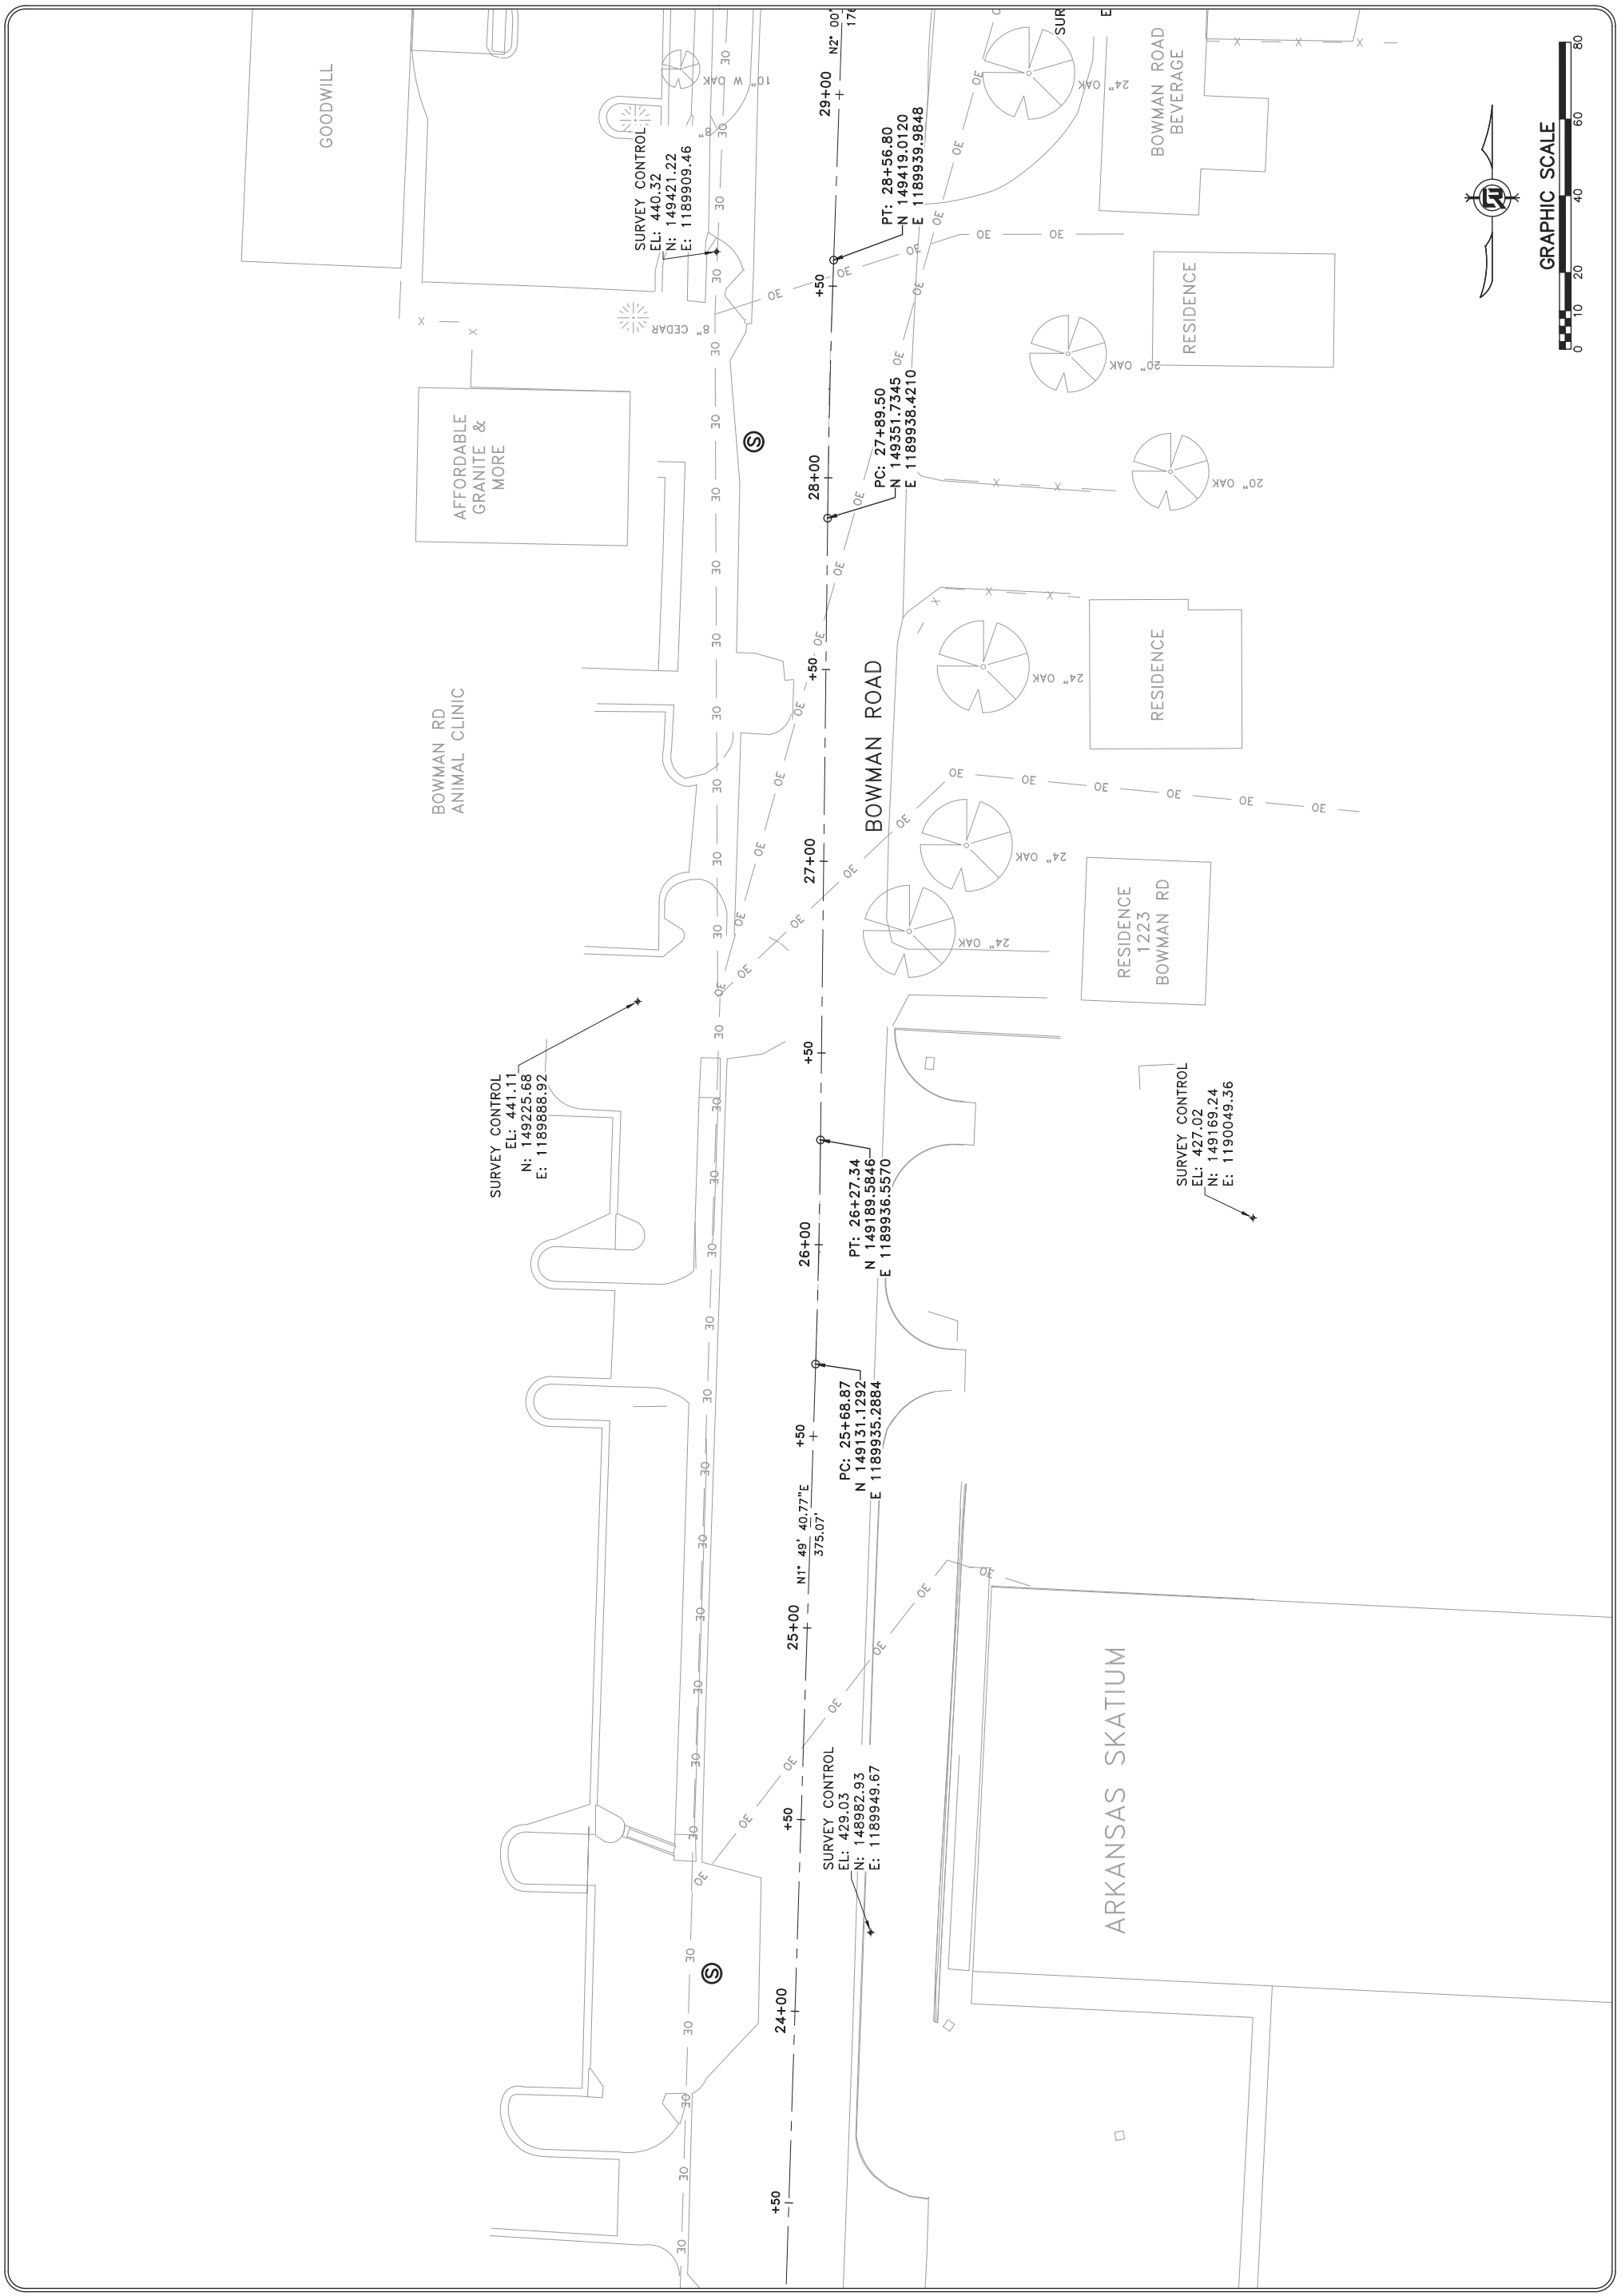 GOODWILL
SURVEY CONTROL
EL: 440.32
N: 149421.22
E: 1189909.46
10" W OAK
8"
8" CEDAR
AFFORDABLE
GRANITE &
MORE
BOWMAN RD
ANIMAL CLINIC
SURVEY CONTROL
EL: 441.11
N: 149225.68
E: 1189888.92
S
S
+50
24+00
+50
25+00
+50
26+00
+50
27+00
+50
28+00
+50
29+00
N1° 49' 40.77"E
375.07'
N2° 00'
176
PC: 25+68.87
N 149131.1292
E 1189935.2884
PT: 26+27.34
N 149189.5846
E 1189936.5570
PC: 27+89.50
N 149351.7345
E 1189938.4210
PT: 28+56.80
N 149419.0120
E 1189939.9848
BOWMAN ROAD
SURVEY CONTROL
EL: 429.03
N: 148982.93
E: 1189949.67
SURVEY CONTROL
EL: 427.02
N: 149169.24
E: 1190049.36
ARKANSAS SKATIUM
RESIDENCE
1223
BOWMAN RD
RESIDENCE
RESIDENCE
BOWMAN ROAD
BEVERAGE
24" OAK
24" OAK
24" OAK
20" OAK
20" OAK
24" OAK
SUR
E
OE
X
GRAPHIC SCALE
0 10 20 40 60 80